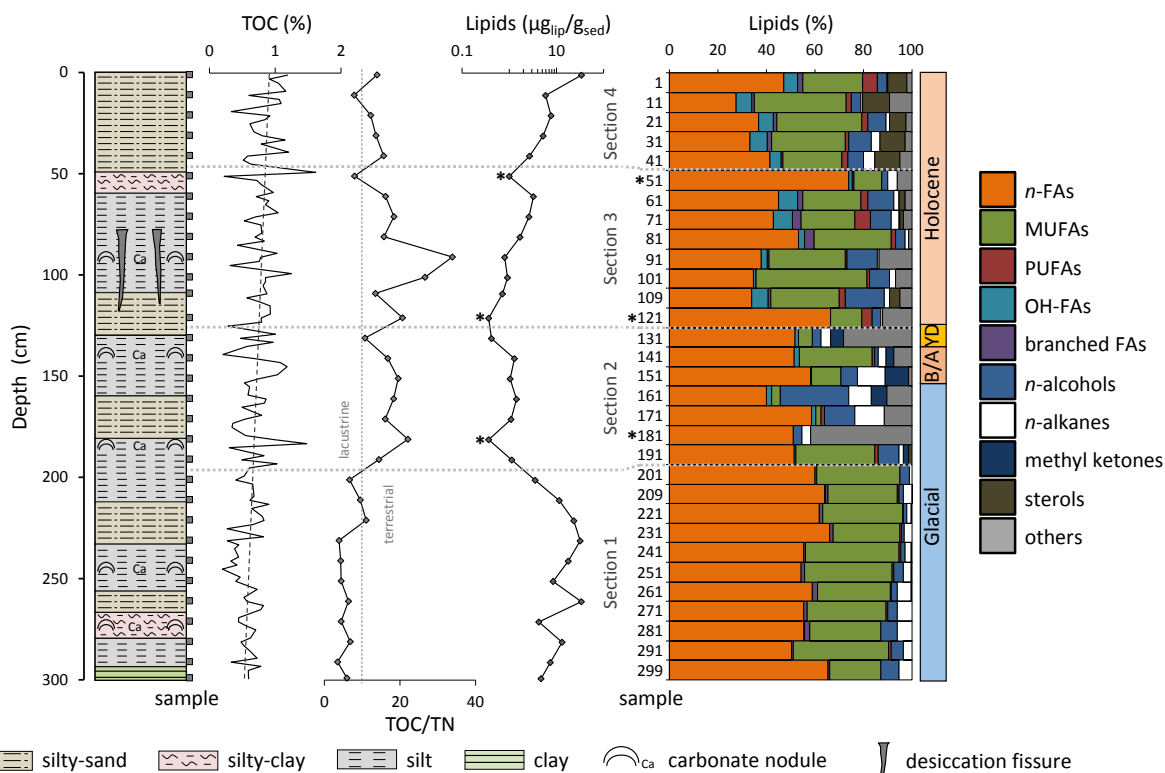 TOC (%)
Lipids (µg_lip/g_sed)
Lipids (%)
0 1 2
0.1 10
0 20 40 60 80 100
Depth (cm)
0
50
100
150
200
250
300
Ca
Ca
Ca
Ca
Ca
sample
lacustrine
terrestrial
0 20 40
TOC/TN
*
*
*
Section 4
Section 3
Section 2
Section 1
1
11
21
31
41
*51
61
71
81
91
101
109
*121
131
141
151
161
171
*181
191
201
209
221
231
241
251
261
271
281
291
299
sample
Holocene
YD
B/A
Glacial
n-FAs
MUFAs
PUFAs
OH-FAs
branched FAs
n-alcohols
n-alkanes
methyl ketones
sterols
others
silty-sand
silty-clay
silt
clay
Ca carbonate nodule
desiccation fissure